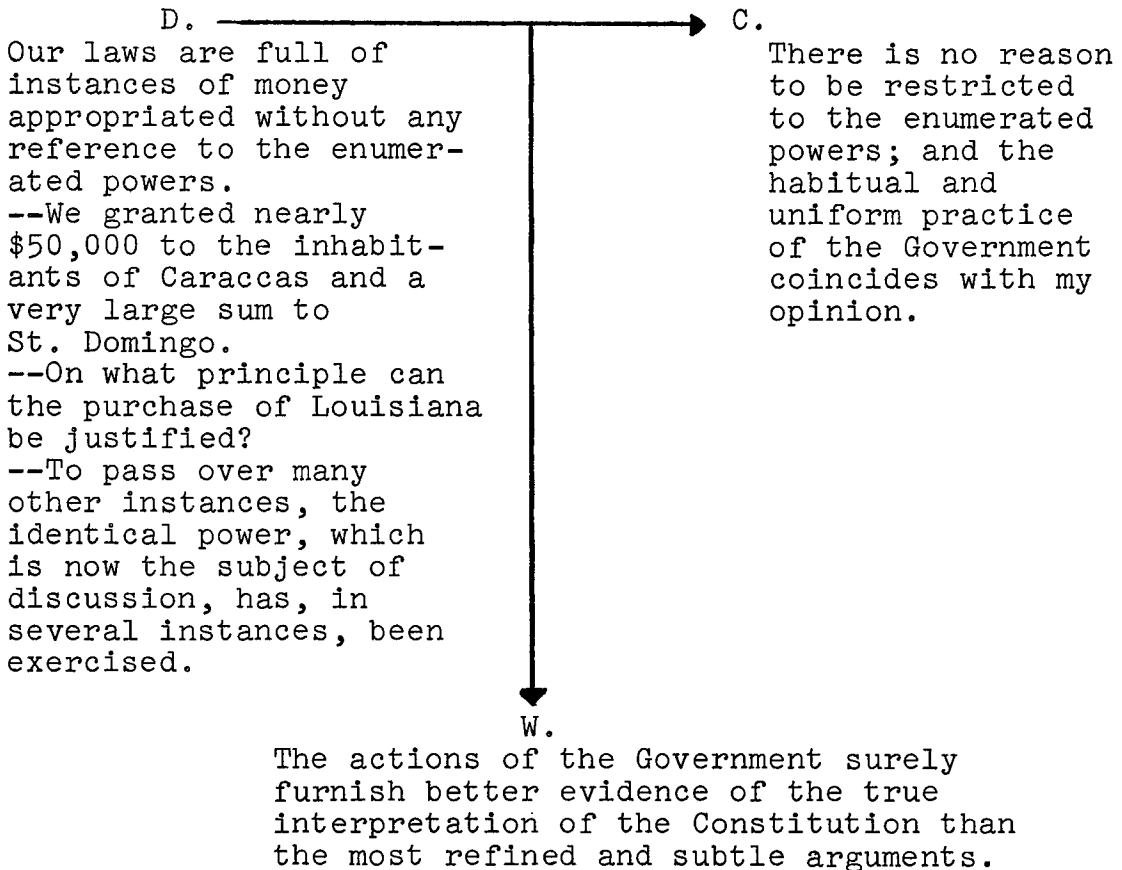 D.
Our laws are full of
instances of money
appropriated without any
reference to the enumer-
ated powers.
--We granted nearly
$50,000 to the inhabit-
ants of Caraccas and a
very large sum to
St. Domingo.
--On what principle can
the purchase of Louisiana
be justified?
--To pass over many
other instances, the
identical power, which
is now the subject of
discussion, has, in
several instances, been
exercised.
C.
There is no reason
to be restricted
to the enumerated
powers; and the
habitual and
uniform practice
of the Government
coincides with my
opinion.
W.
The actions of the Government surely
furnish better evidence of the true
interpretation of the Constitution than
the most refined and subtle arguments.